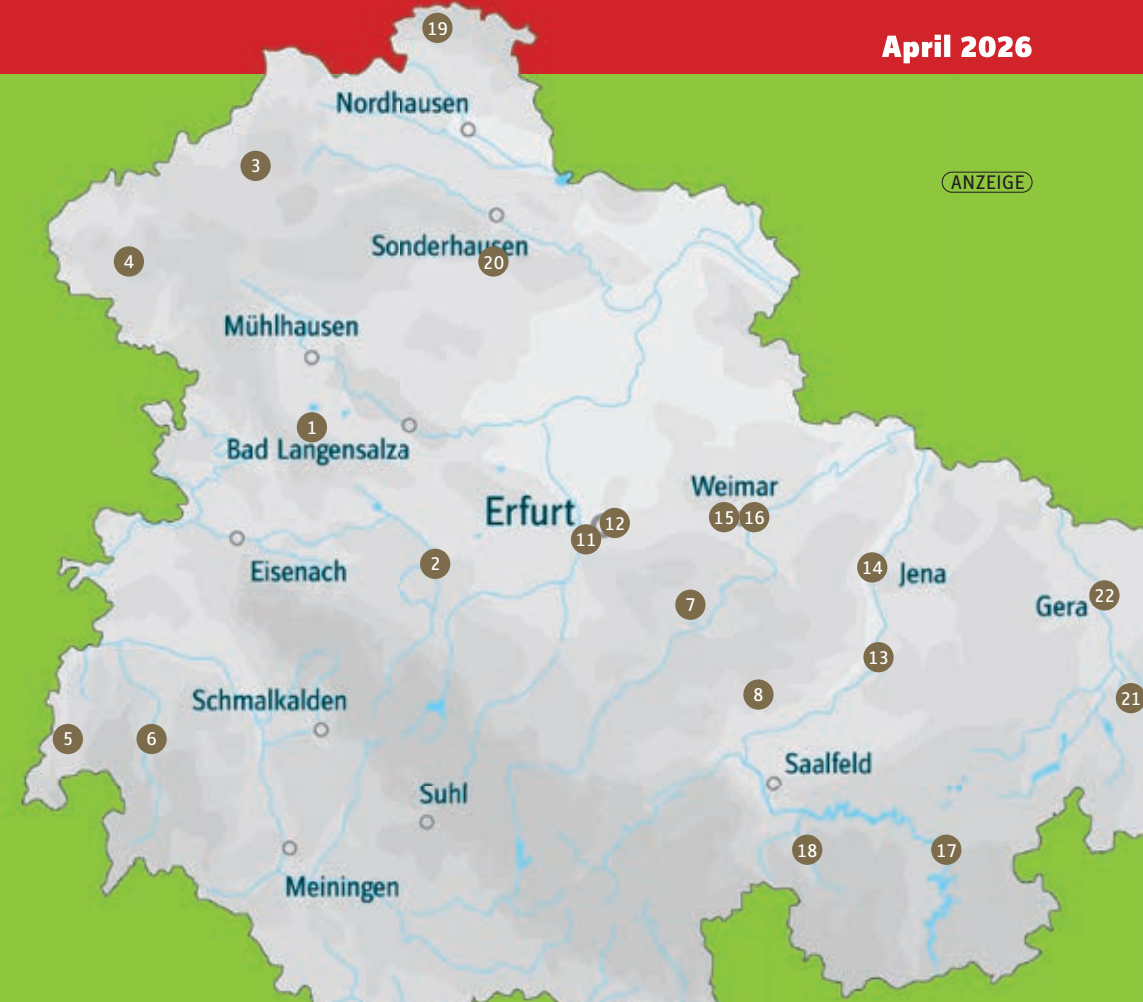 19
April 2026
Nordhausen
3
ANZEIGE
Sonderhausen
4
20
Mühlhausen
1
Bad Langensalza
Weimar
Erfurt
12
15
16
11
Eisenach
2
14
Jena
7
Gera
22
13
8
21
Schmalkalden
5
6
Saalfeld
Suhl
18
17
Meiningen